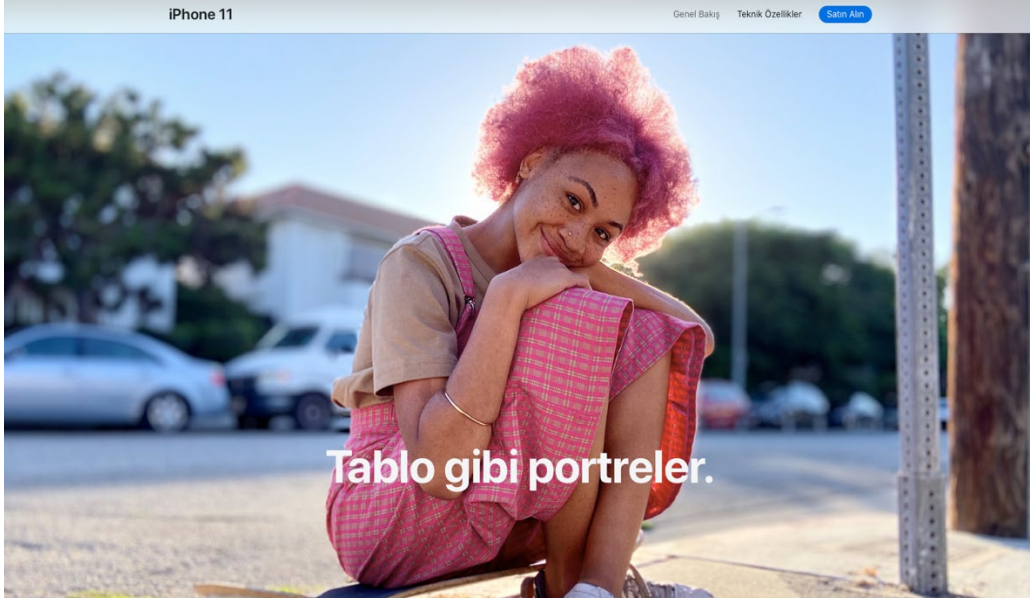 iPhone 11
Genel Bakış
Teknik Özellikler
Satın Alın
Tablo gibi portreler.